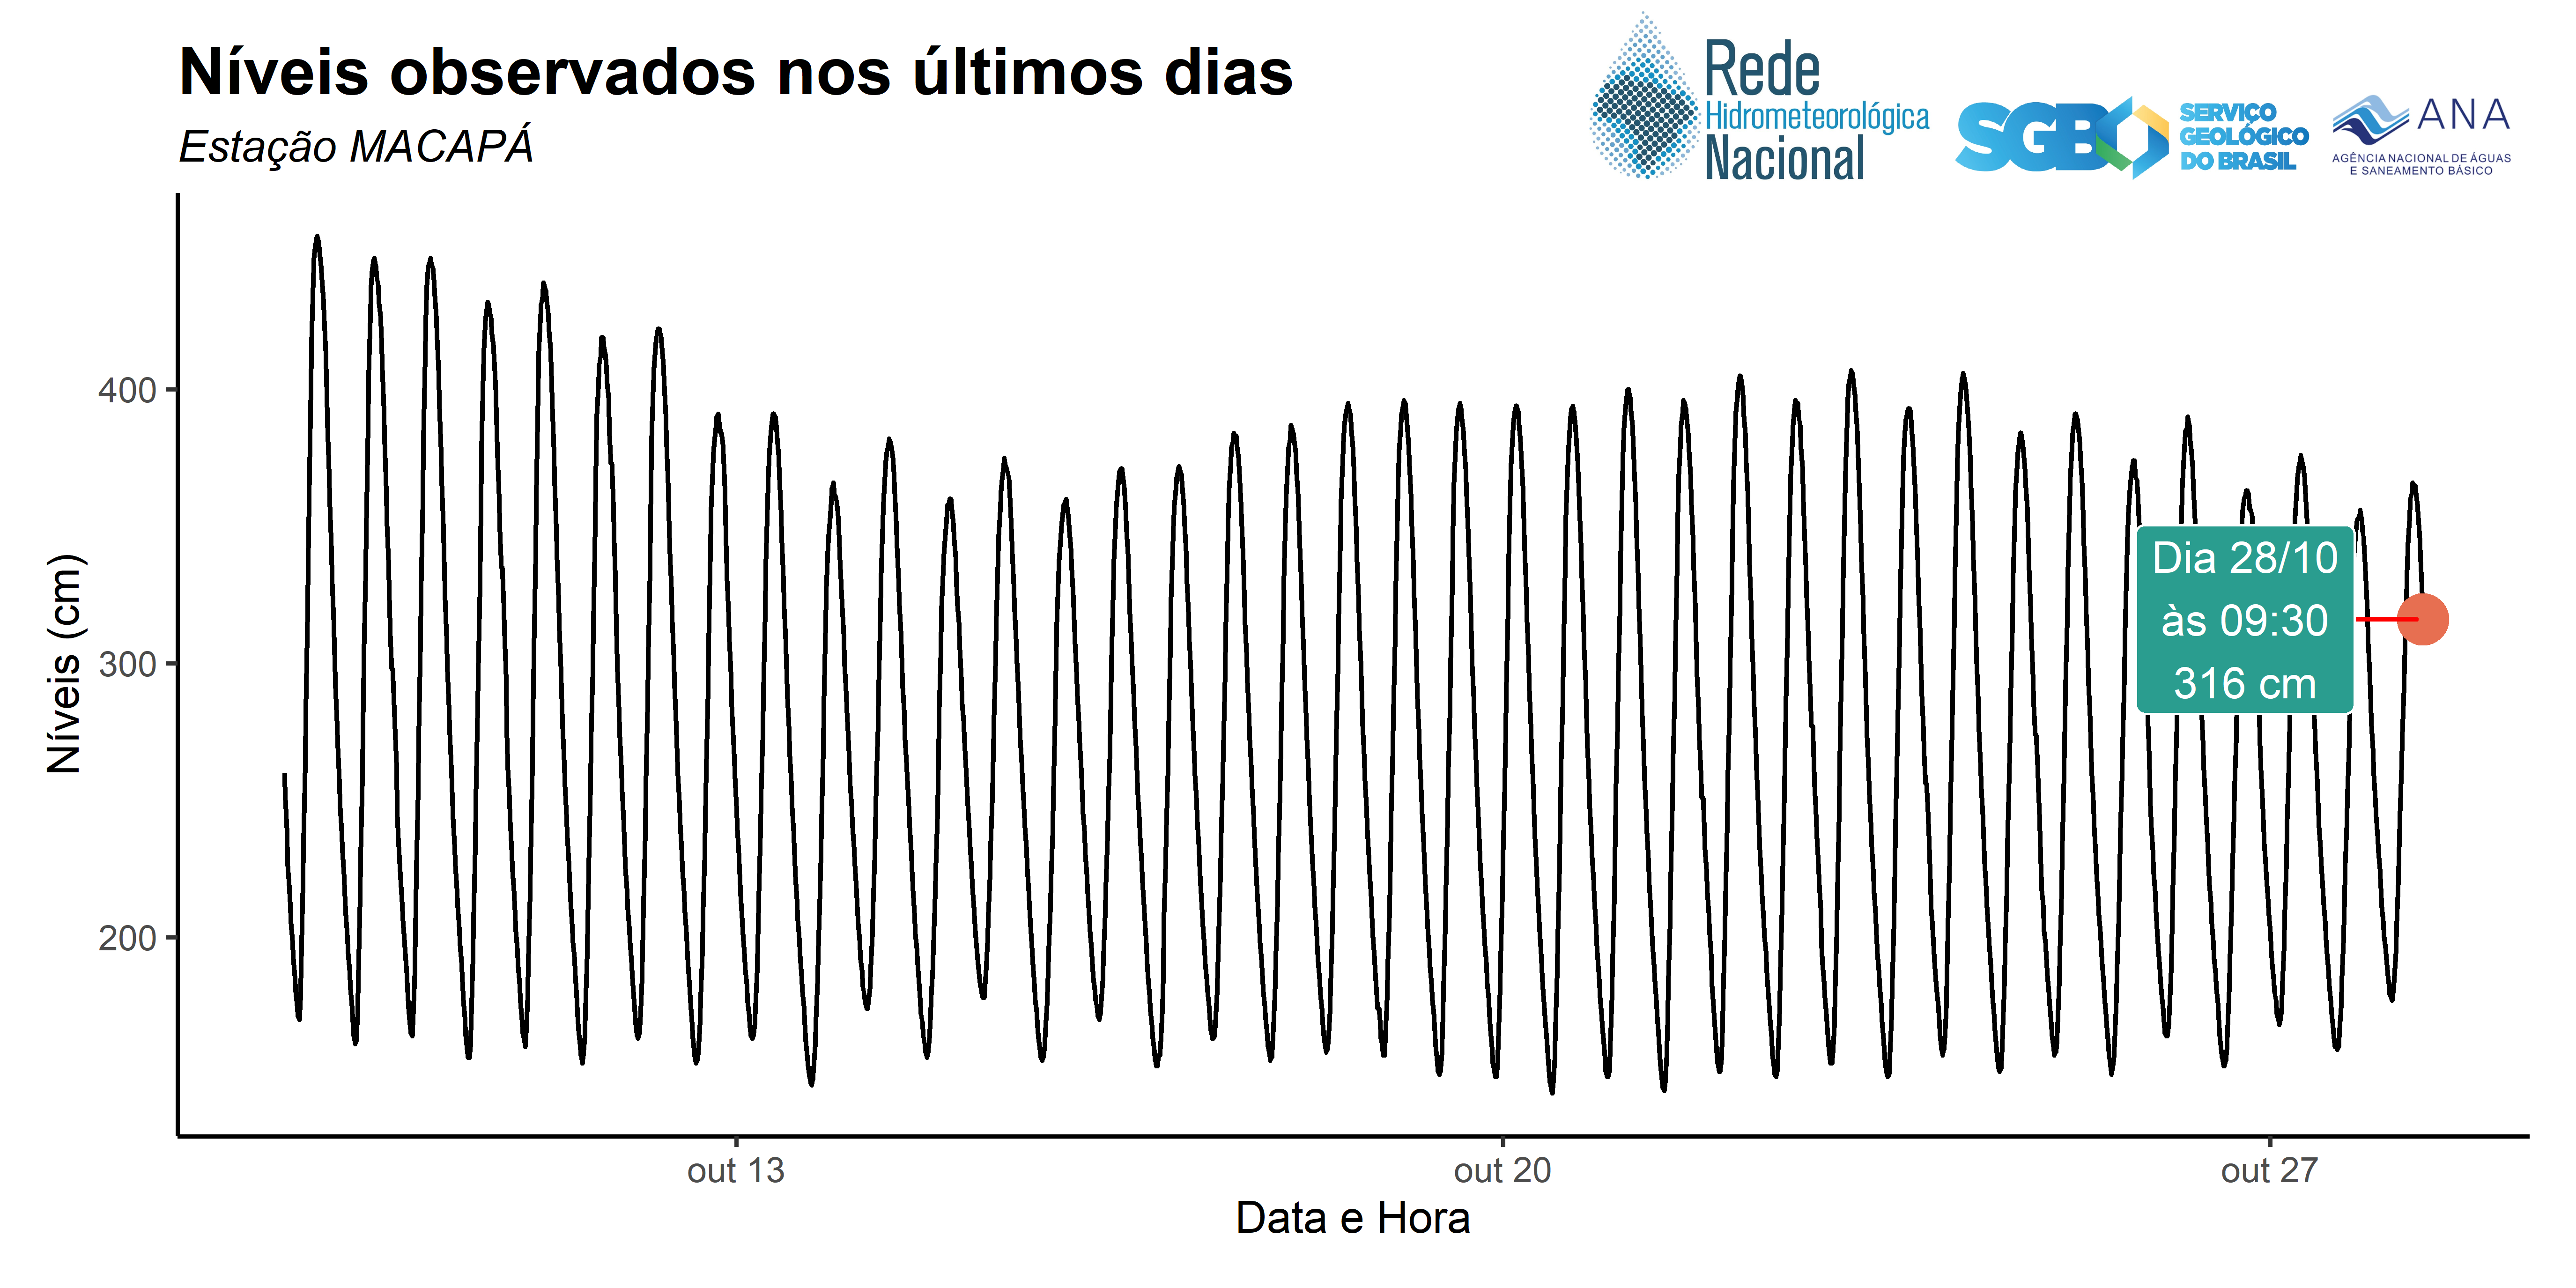 Níveis observados nos últimos dias
Estação MACAPÁ
Rede
Hidrometeorológica
Nacional
SGB
SERVIÇO
GEOLÓGICO
DO BRASIL
ANA
AGÊNCIA NACIONAL DE ÁGUAS
E SANEAMENTO BÁSICO
Níveis (cm)
400
300
200
Dia 28/10
às 09:30
316 cm
out 13
out 20
out 27
Data e Hora